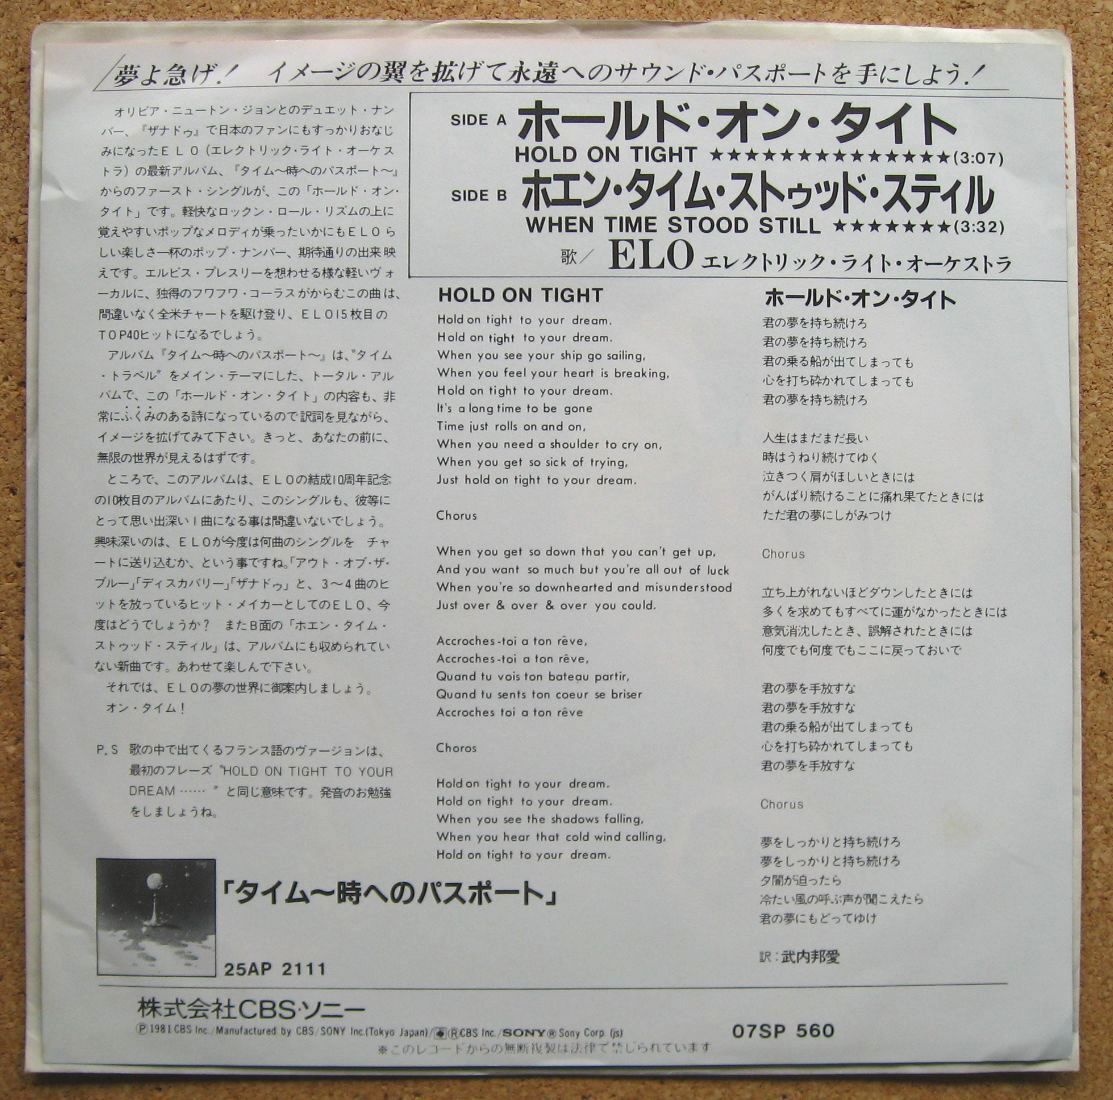 夢よ急げ! イメージの翼を拡げて永遠へのサウンド・パスポートを手にしよう!
オリビア・ニュートン・ジョンとのデュエット・ナン
バー、『ザナドゥ』で日本のファンにもすっかりおなじ
みになったELO（エレクトリック・ライト・オーケス
トラ）の最新アルバム、『タイム〜時へのパスポート〜』
からのファースト・シングルが、この「ホールド・オン・
タイト」です。軽快なロックン・ロール・リズムの上に
覚えやすいポップなメロディが乗ったいかにもELOら
しい楽しさ一杯のポップ・ナンバー、期待通りの出来映
えです。エルビス・プレスリーを想わせる様な軽いヴォ
ーカルに、独得のフワフワ・コーラスがからむこの曲は、
間違いなく全米チャートを駆け登り、ELO15枚目の
TOP40ヒットになるでしょう。
アルバム『タイム〜時へのパスポート〜』は、“タイム
・トラベル”をメイン・テーマにした、トータル・アル
バムで、この「ホールド・オン・タイト」の内容も、非
常にふくみのある詩になっているので訳詞を見ながら、
イメージを拡げてみて下さい。きっと、あなたの前に、
無限の世界が見えるはずです。
ところで、このアルバムは、ELOの結成10周年記念
の10枚目のアルバムにあたり、このシングルも、彼等に
とって思い出深い1曲になる事は間違いないでしょう。
興味深いのは、ELOが今度は何曲のシングルを チャ
ートに送り込むか、という事ですね。「アウト・オブ・ザ・
ブルー」「ディスカバリー」「ザナドゥ」と、3〜4曲のヒ
ットを放っているヒット・メイカーとしてのELO、今
度はどうでしょうか? またB面の「ホエン・タイム・
ストゥッド・スティル」は、アルバムにも収められてい
ない新曲です。あわせて楽しんで下さい。
それでは、ELOの夢の世界に御案内しましょう。
オン・タイム!
P.S 歌の中で出てくるフランス語のヴァージョンは、
最初のフレーズ“HOLD ON TIGHT TO YOUR
DREAM ……”と同じ意味です。発音のお勉強
をしましょうね。
SIDE A ホールド・オン・タイト
HOLD ON TIGHT ★★★★★★★★★★★★★★(3:07)
SIDE B ホエン・タイム・ストゥッド・スティル
WHEN TIME STOOD STILL ★★★★★★★(3:32)
歌／ ELO エレクトリック・ライト・オーケストラ
HOLD ON TIGHT
Hold on tight to your dream.
Hold on tight to your dream.
When you see your ship go sailing,
When you feel your heart is breaking,
Hold on tight to your dream.
It's a long time to be gone
Time just rolls on and on,
When you need a shoulder to cry on,
When you get so sick of trying,
Just hold on tight to your dream.
Chorus
When you get so down that you can't get up,
And you want so much but you're all out of luck
When you're so downhearted and misunderstood
Just over & over & over you could.
Accroches-toi a ton rêve,
Accroches-toi a ton rêve,
Quand tu vois ton bateau partir,
Quand tu sents ton coeur se briser
Accroches toi a ton rêve
Choros
Hold on tight to your dream.
Hold on tight to your dream.
When you see the shadows falling,
When you hear that cold wind calling,
Hold on tight to your dream.
ホールド・オン・タイト
君の夢を持ち続けろ
君の夢を持ち続けろ
君の乗る船が出てしまっても
心を打ち砕かれてしまっても
君の夢を持ち続けろ
人生はまだまだ長い
時はうねり続けてゆく
泣きつく肩がほしいときには
がんばり続けることに痛れ果てたときには
ただ君の夢にしがみつけ
Chorus
立ち上がれないほどダウンしたときには
多くを求めてもすべてに運がなかったときには
意気消沈したとき、誤解されたときには
何度でも何度でもここに戻っておいで
君の夢を手放すな
君の夢を手放すな
君の乗る船が出てしまっても
心を打ち砕かれてしまっても
君の夢を手放すな
Chorus
夢をしっかりと持ち続けろ
夢をしっかりと持ち続けろ
夕闇が迫ったら
冷たい風の呼ぶ声が聞こえたら
君の夢にもどってゆけ
訳：武内邦愛
「タイム〜時へのパスポート」
25AP 2111
株式会社CBS・ソニー
Ⓟ1981 CBS Inc./Manufactured by CBS/SONY Inc.(Tokyo Japan)/ ®CBS Inc./SONY® Sony Corp. (js)
07SP 560
※このレコードからの無断複製は法律で禁じられています